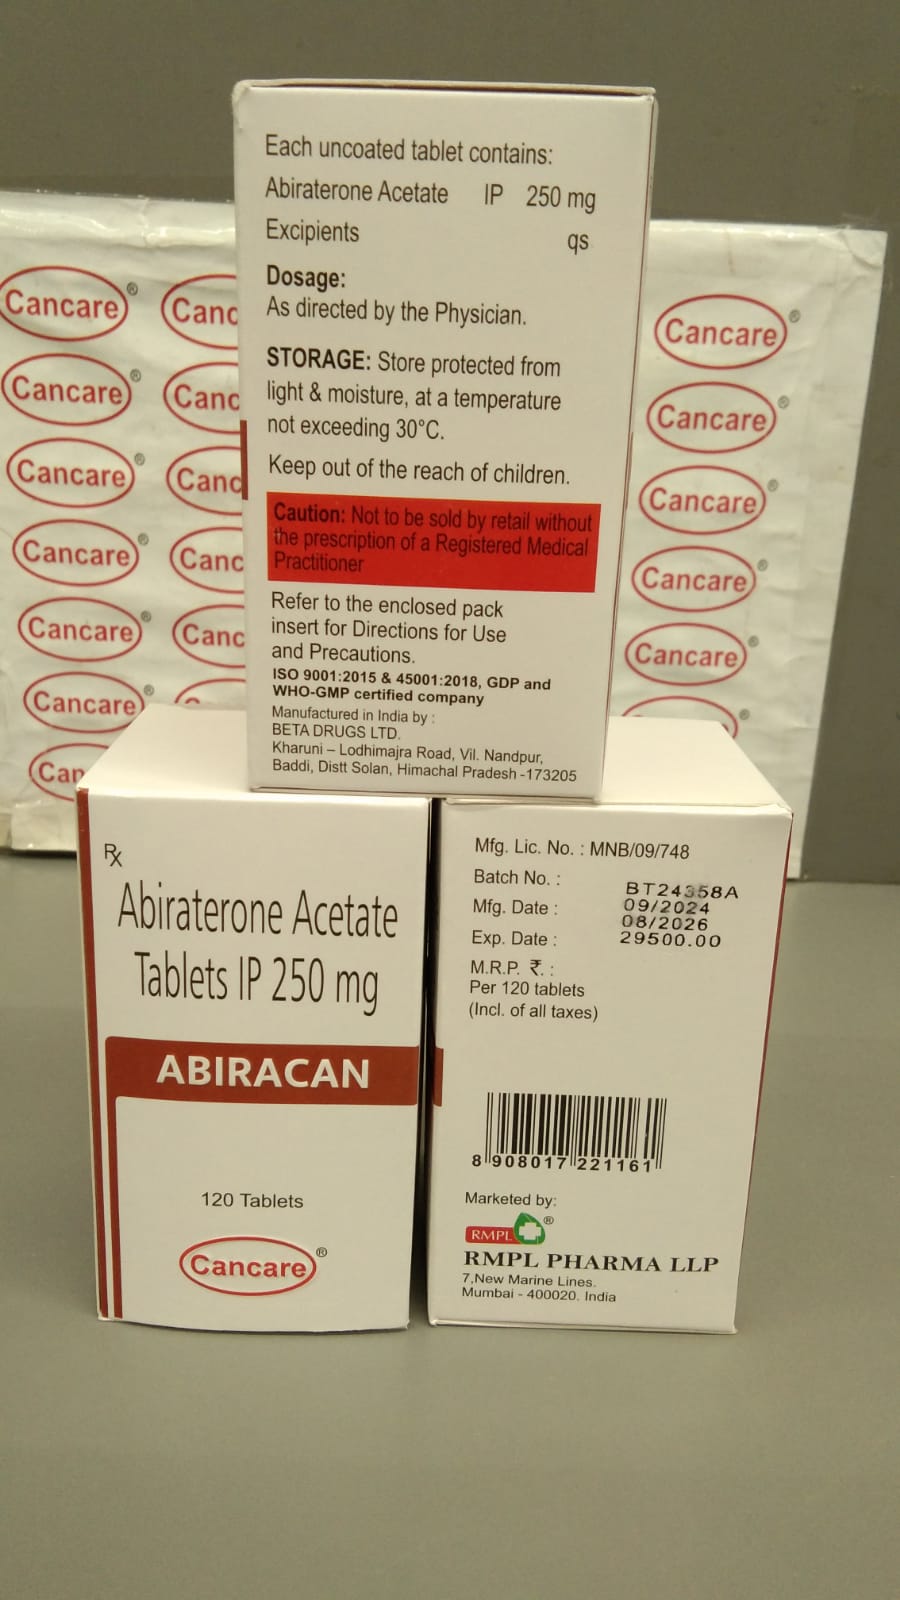 Each uncoated tablet contains:
Abiraterone Acetate IP 250 mg
Excipients qs
Dosage:
As directed by the Physician.
STORAGE: Store protected from
light & moisture, at a temperature
not exceeding 30°C.
Keep out of the reach of children.
Caution: Not to be sold by retail without
the prescription of a Registered Medical
Practitioner
Refer to the enclosed pack
insert for Directions for Use
and Precautions.
ISO 9001:2015 & 45001:2018, GDP and
WHO-GMP certified company
Manufactured in India by :
BETA DRUGS LTD.
Kharuni – Lodhimajra Road, Vil. Nandpur,
Baddi, Distt Solan, Himachal Pradesh -173205
Cancare® Canc
Cancare® Canc
Cancare® Canc
Cancare® Canc
Cancare® Canc
Cancare®
Can
Cancare®
Cancare®
Cancare®
Cancare®
Cancare®
®
Rx
Abiraterone Acetate
Tablets IP 250 mg
ABIRACAN
120 Tablets
Cancare®
Mfg. Lic. No. : MNB/09/748
Batch No. : BT24358A
Mfg. Date : 09/2024
08/2026
Exp. Date : 29500.00
M.R.P. ₹. :
Per 120 tablets
(Incl. of all taxes)
8 908017 221161
Marketed by:
RMPL®
RMPL PHARMA LLP
7,New Marine Lines.
Mumbai - 400020. India